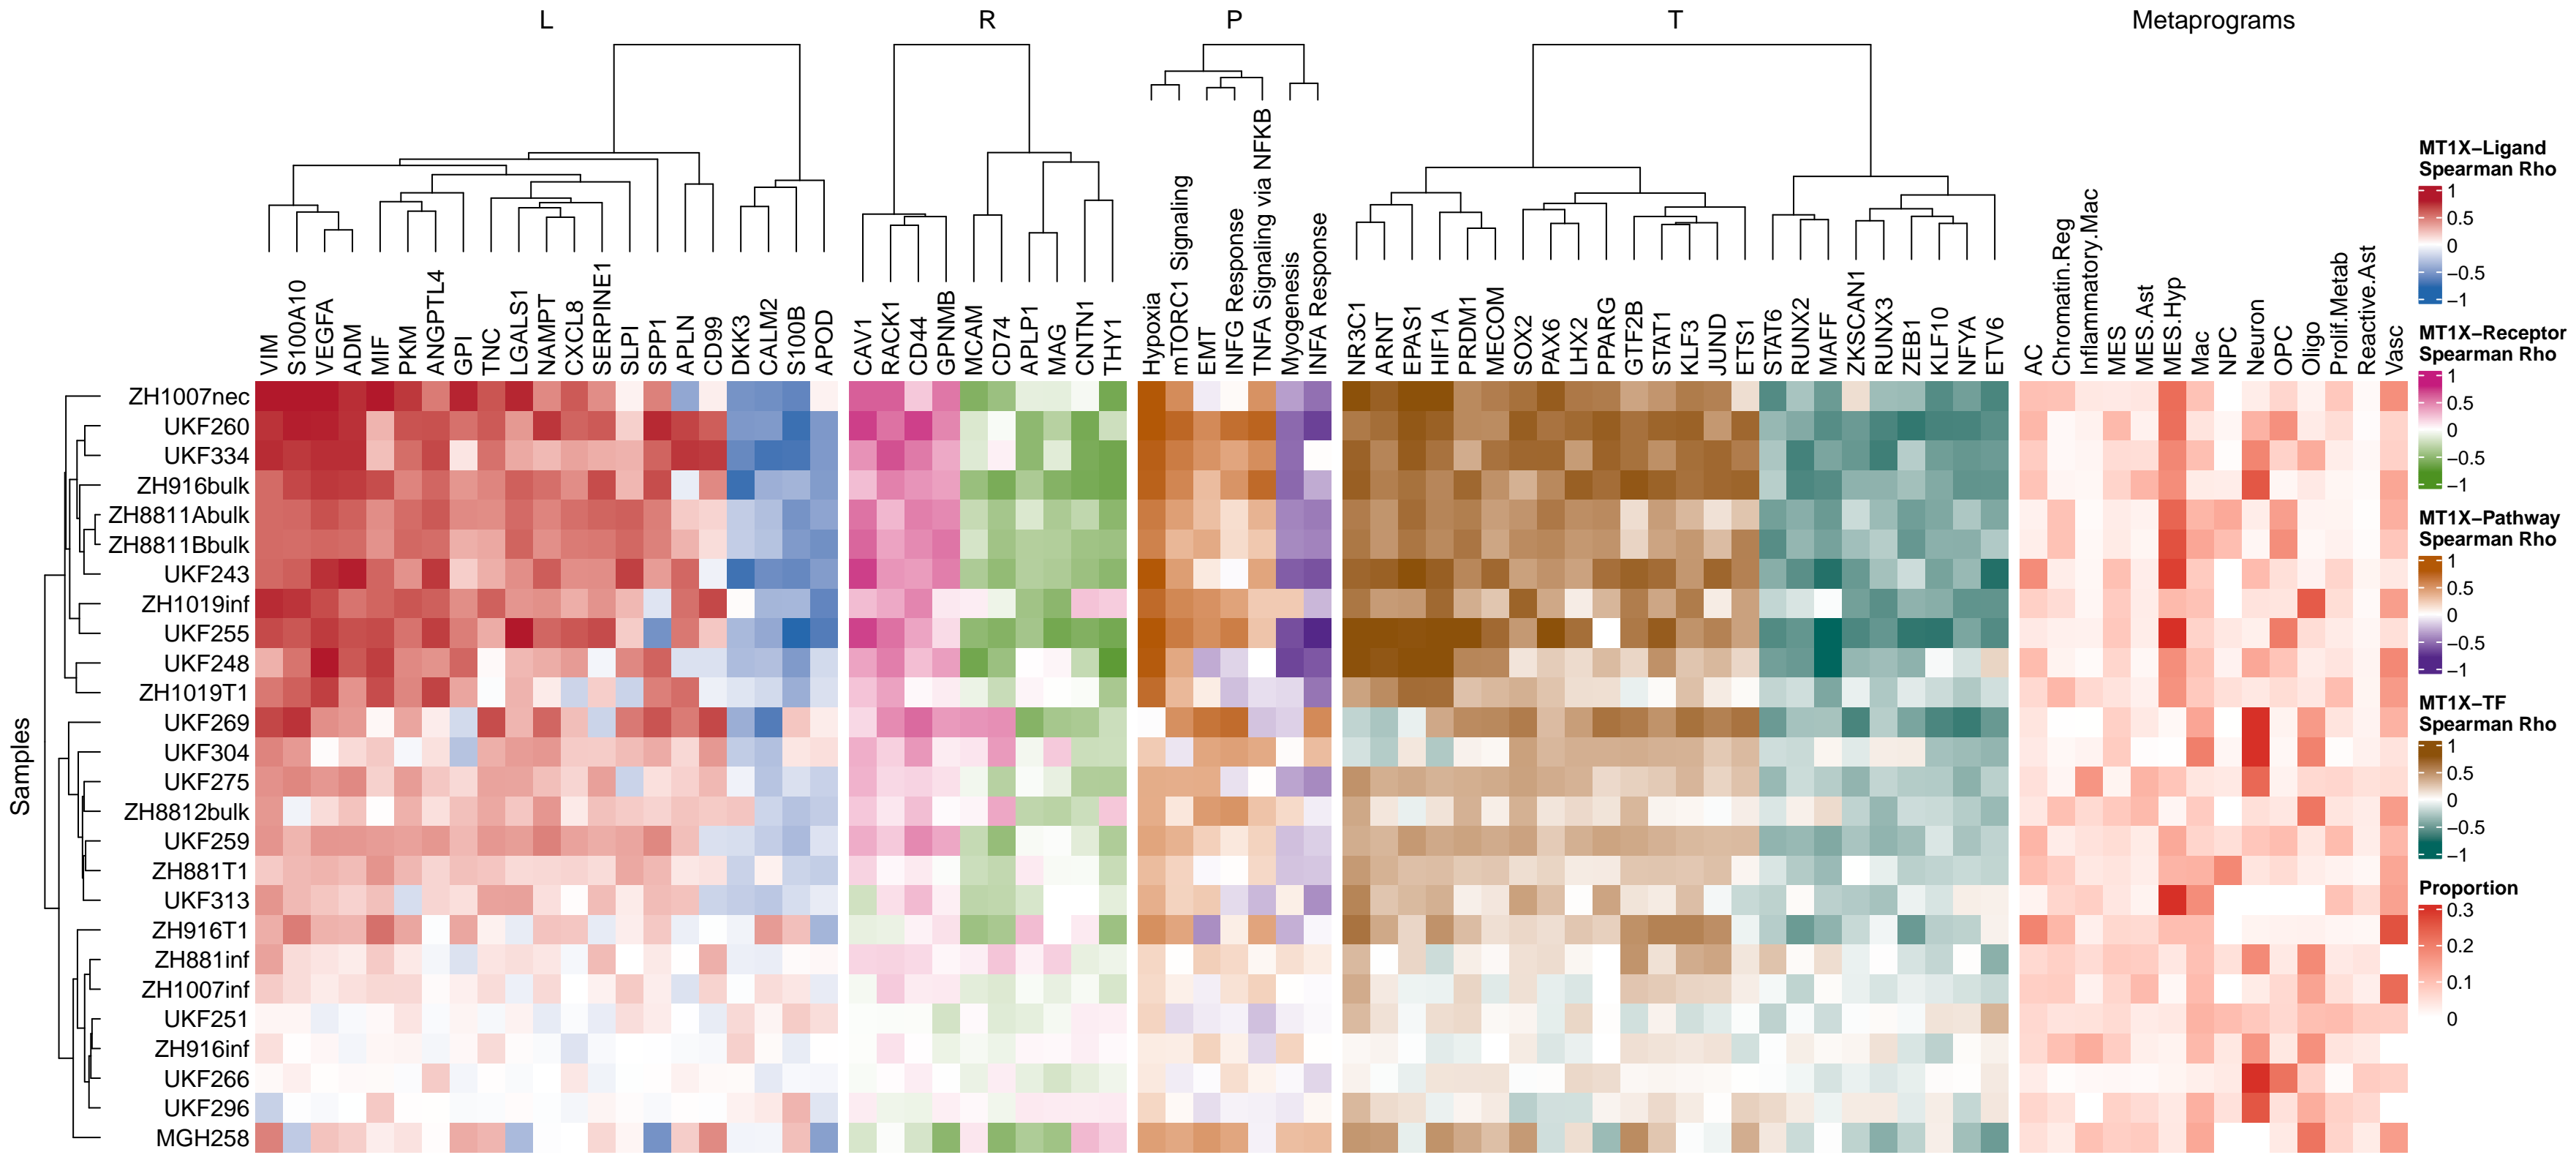 L
R
P
T
Metaprograms
VIM
S100A10
VEGFA
ADM
MIF
PKM
ANGPTL4
GPI
TNC
LGALS1
NAMPT
CXCL8
SERPINE1
SLPI
SPP1
APLN
CD99
DKK3
CALM2
S100B
APOD
CAV1
RACK1
CD44
GPNMB
MCAM
CD74
APLP1
MAG
CNTN1
THY1
Hypoxia
mTORC1 Signaling
EMT
INFG Response
TNFA Signaling via NFKB
Myogenesis
INFA Response
NR3C1
ARNT
EPAS1
HIF1A
PRDM1
MECOM
SOX2
PAX6
LHX2
PPARG
GTF2B
STAT1
KLF3
JUND
ETS1
STAT6
RUNX2
MAFF
ZKSCAN1
RUNX3
ZEB1
KLF10
NFYA
ETV6
AC
Chromatin.Reg
Inflammatory.Mac
MES
MES.Ast
MES.Hyp
Mac
NPC
Neuron
OPC
Oligo
Prolif.Metab
Reactive.Ast
Vasc
Samples
ZH1007nec
UKF260
UKF334
ZH916bulk
ZH8811Abulk
ZH8811Bbulk
UKF243
ZH1019inf
UKF255
UKF248
ZH1019T1
UKF269
UKF304
UKF275
ZH8812bulk
UKF259
ZH881T1
UKF313
ZH916T1
ZH881inf
ZH1007inf
UKF251
ZH916inf
UKF266
UKF296
MGH258
MT1X−Ligand
Spearman Rho
1
0.5
0
−0.5
−1
MT1X−Receptor
Spearman Rho
1
0.5
0
−0.5
−1
MT1X−Pathway
Spearman Rho
1
0.5
0
−0.5
−1
MT1X−TF
Spearman Rho
1
0.5
0
−0.5
−1
Proportion
0.3
0.2
0.1
0